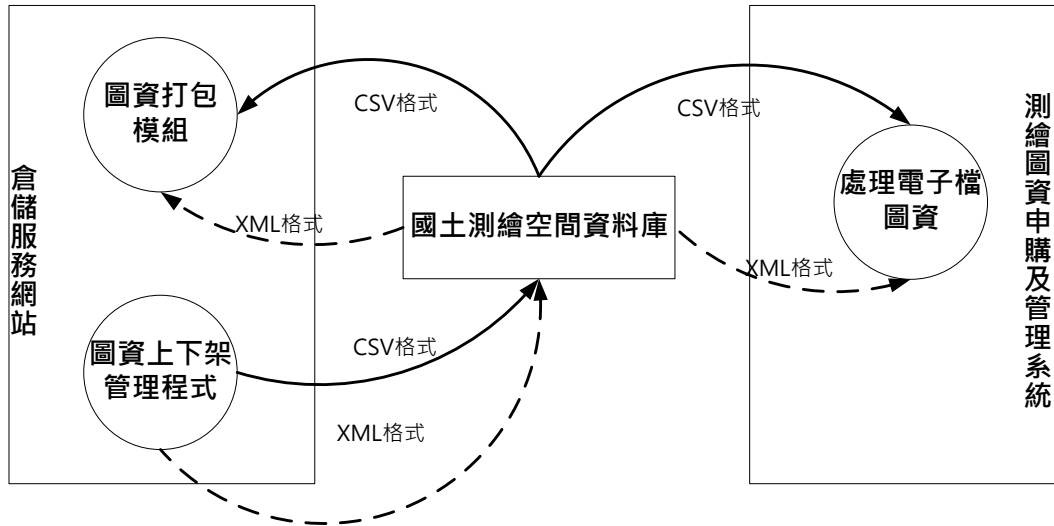 倉儲服務網站
圖資打包
模組
CSV格式
XML格式
圖資上下架
管理程式
CSV格式
XML格式
國土測繪空間資料庫
CSV格式
XML格式
處理電子檔
圖資
測繪圖資申購及管理系統